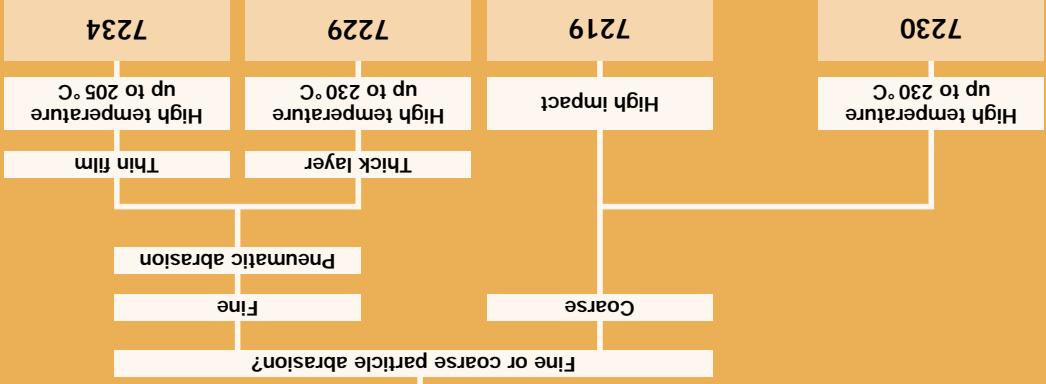 Fine or coarse particle abrasion?
Coarse
Fine
Pneumatic abrasion
Thick layer
Thin film
High temperature
up to 230 °C
High impact
High temperature
up to 230 °C
High temperature
up to 205 °C
7230
7219
7229
7234